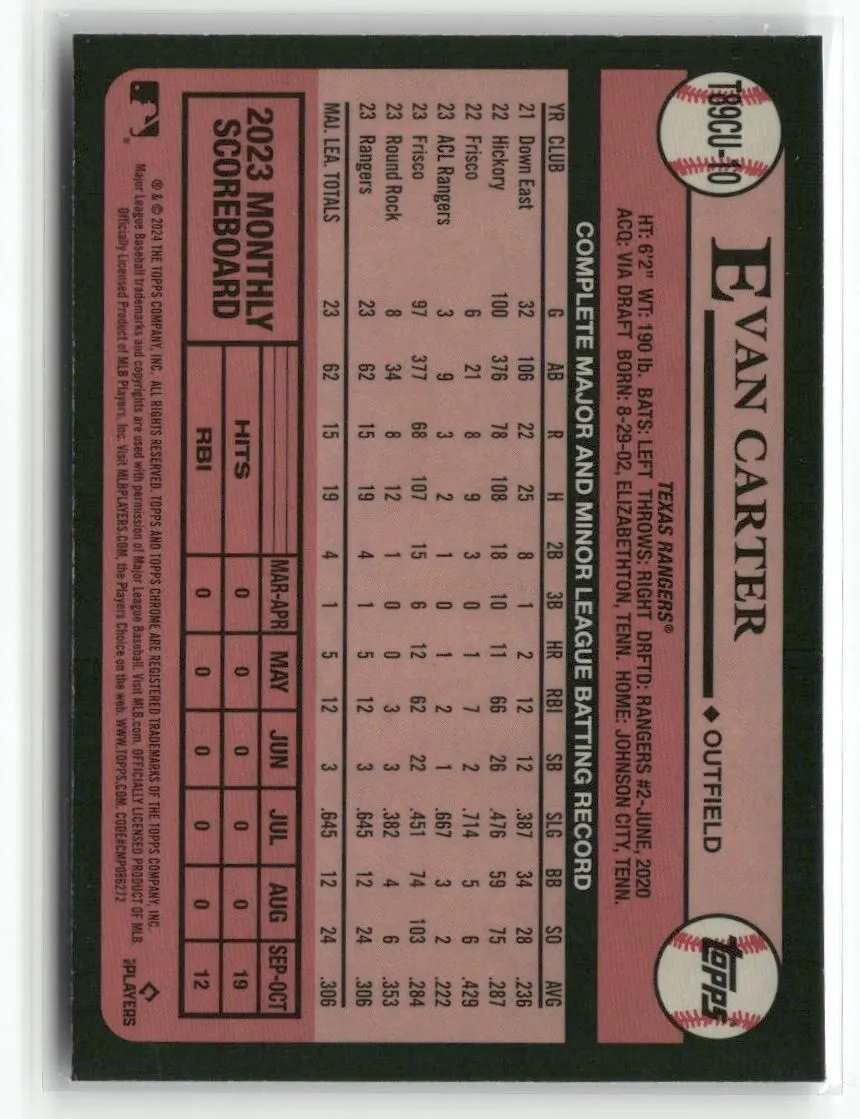 T89CU-10
EVAN CARTER ◆ OUTFIELD
topps
TEXAS RANGERS®
HT: 6'2" WT: 190 lb. BATS: LEFT THROWS: RIGHT DRFTD: RANGERS #2-JUNE, 2020
ACQ: VIA DRAFT BORN: 8-29-02, ELIZABETHTON, TENN. HOME: JOHNSON CITY, TENN.
COMPLETE MAJOR AND MINOR LEAGUE BATTING RECORD
YR CLUB G AB R H 2B 3B HR RBI SB SLG BB SO AVG
21 Down East 32 106 22 25 8 1 2 12 12 .387 34 28 .236
22 Hickory 100 376 78 108 18 10 11 66 26 .476 59 75 .287
22 Frisco 6 21 8 9 3 0 1 7 2 .714 5 6 .429
23 ACL Rangers 3 9 3 2 1 0 1 2 1 .667 3 2 .222
23 Frisco 97 377 68 107 15 6 12 62 22 .451 74 103 .284
23 Round Rock 8 34 8 12 1 0 0 3 3 .382 4 6 .353
23 Rangers 23 62 15 19 4 1 5 12 3 .645 12 24 .306
MAJ. LEA. TOTALS 23 62 15 19 4 1 5 12 3 .645 12 24 .306
2023 MONTHLY
SCOREBOARD
MAR-APR MAY JUN JUL AUG SEP-OCT
HITS 0 0 0 0 0 19
RBI 0 0 0 0 0 12
® & © 2024 THE TOPPS COMPANY, INC. ALL RIGHTS RESERVED. TOPPS AND TOPPS CHROME ARE REGISTERED TRADEMARKS OF THE TOPPS COMPANY, INC.
Major League Baseball trademarks and copyrights are used with permission of Major League Baseball. Visit MLB.com. OFFICIALLY LICENSED PRODUCT OF MLB
Officially Licensed Product of MLB Players, Inc. Visit MLBPLAYERS.COM, the Players Choice on the web. WWW.TOPPS.COM. CODE#CMP086272
PLAYERS